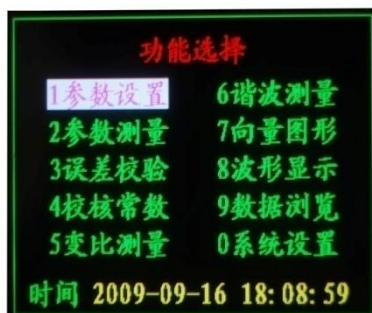 功能选择
1参数设置 6谐波测量
2参数测量 7向量图形
3误差校验 8波形显示
4校核常数 9数据浏览
5变比测量 0系统设置
时间 2009-09-16 18:08:59